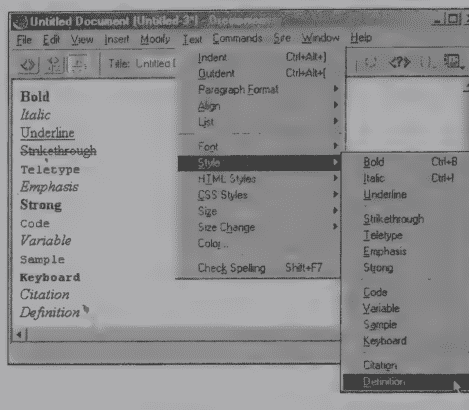 Untitled Document [Untitled-3*] - Dreamweaver
File Edit View Insert Modify Text Commands Site Window Help
Title: Untitled D
Bold
Italic
Underline
Strikethrough
Teletype
Emphasis
Strong
Code
Variable
Sample
Keyboard
Citation
Definition
Indent Ctrl+Alt+]
Outdent Ctrl+Alt+[
Paragraph Format
Align
List
Font
Style
HTML Styles
CSS Styles
Size
Size Change
Color...
Check Spelling Shift+F7
Bold Ctrl+B
Italic Ctrl+I
Underline
Strikethrough
Teletype
Emphasis
Strong
Code
Variable
Sample
Keyboard
Citation
Definition